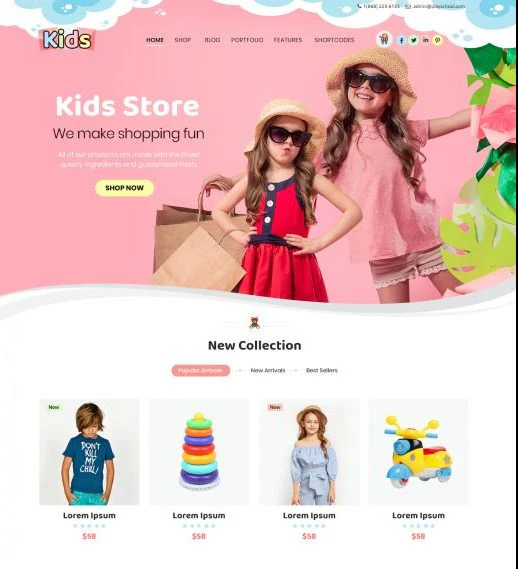 1(868) 225-6155 admin@playschool.com
Kids
HOME SHOP BLOG PORTFOLIO FEATURES SHORTCODES
Kids Store
We make shopping fun
All of our products are made with the finest
quality ingredients and guaranteed fresh.
SHOP NOW
New Collection
Popular Arrivals New Arrivals Best Sellers
New
New
DON'T
KILL
MY
CHILL!
Lorem Ipsum Lorem Ipsum Lorem Ipsum Lorem Ipsum
$58 $58 $58 $58